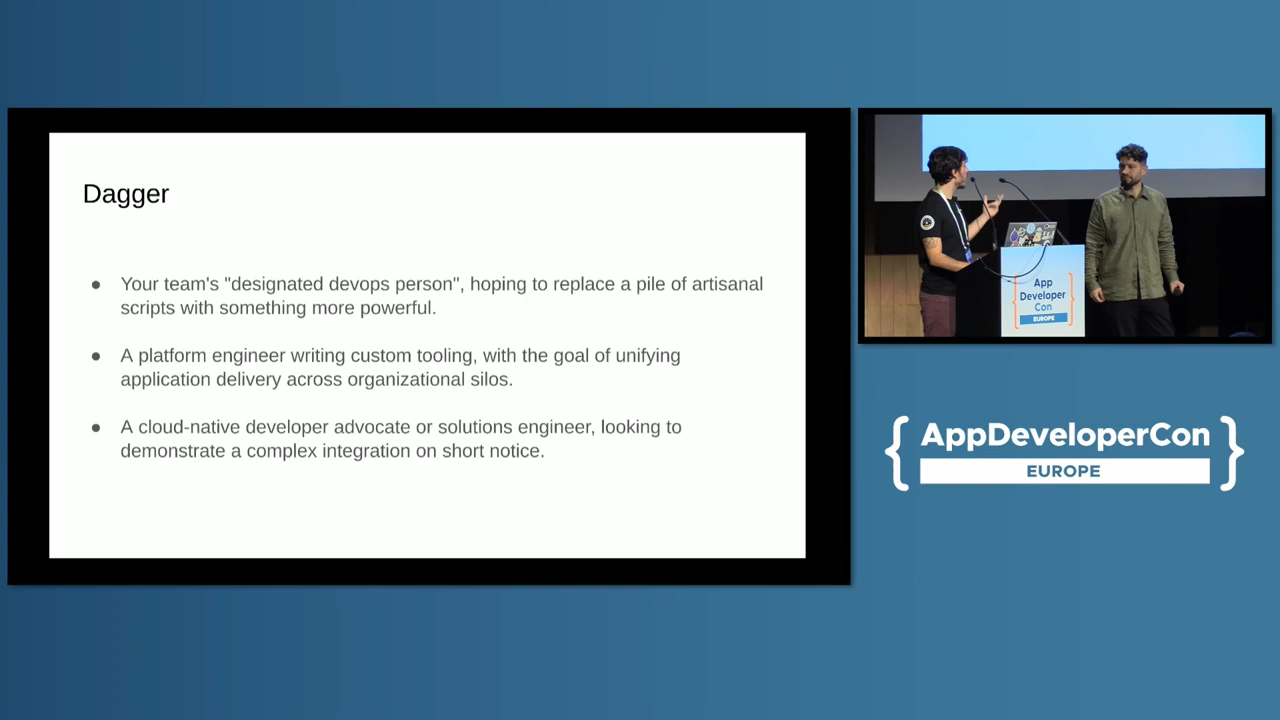 Dagger
● Your team's "designated devops person", hoping to replace a pile of artisanal
scripts with something more powerful.
● A platform engineer writing custom tooling, with the goal of unifying
application delivery across organizational silos.
● A cloud-native developer advocate or solutions engineer, looking to
demonstrate a complex integration on short notice.
App
Developer
Con
EUROPE
{ AppDeveloperCon }
EUROPE